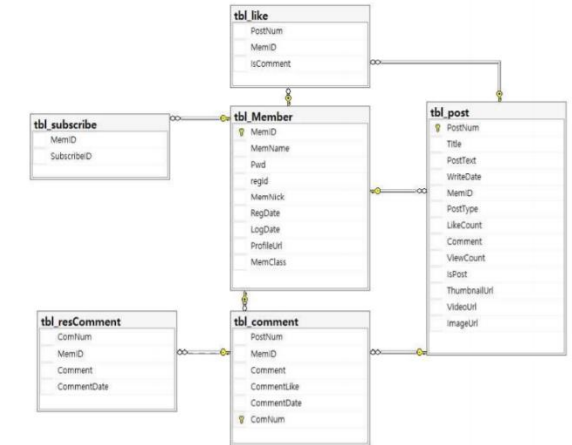 tbl_like
PostNum
MemID
IsComment
tbl_subscribe
MemID
SubscribeID
tbl_Member
MemID
MemName
Pwd
regid
MemNick
RegDate
LogDate
ProfileUrl
MemClass
tbl_post
PostNum
Title
PostText
WriteDate
MemID
PostType
LikeCount
Comment
ViewCount
IsPost
ThumbnailUrl
VideoUrl
ImageUrl
tbl_resComment
ComNum
MemID
Comment
CommentDate
tbl_comment
PostNum
MemID
Comment
CommentLike
CommentDate
ComNum